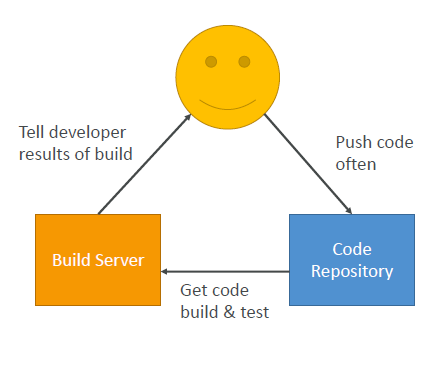 Tell developer
results of build
Push code
often
Build Server
Code
Repository
Get code
build & test